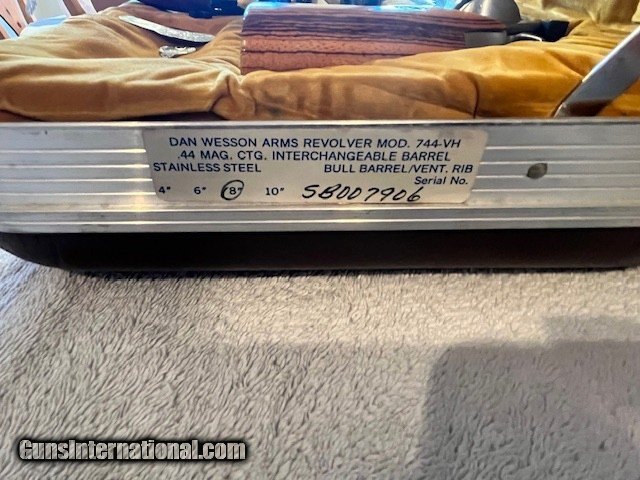 DAN WESSON ARMS REVOLVER MOD. 744-VH
.44 MAG. CTG. INTERCHANGEABLE BARREL
STAINLESS STEEL BULL BARREL/VENT. RIB
Serial No.
4" 6" 8" 10" SB007906
GunsInternational.com